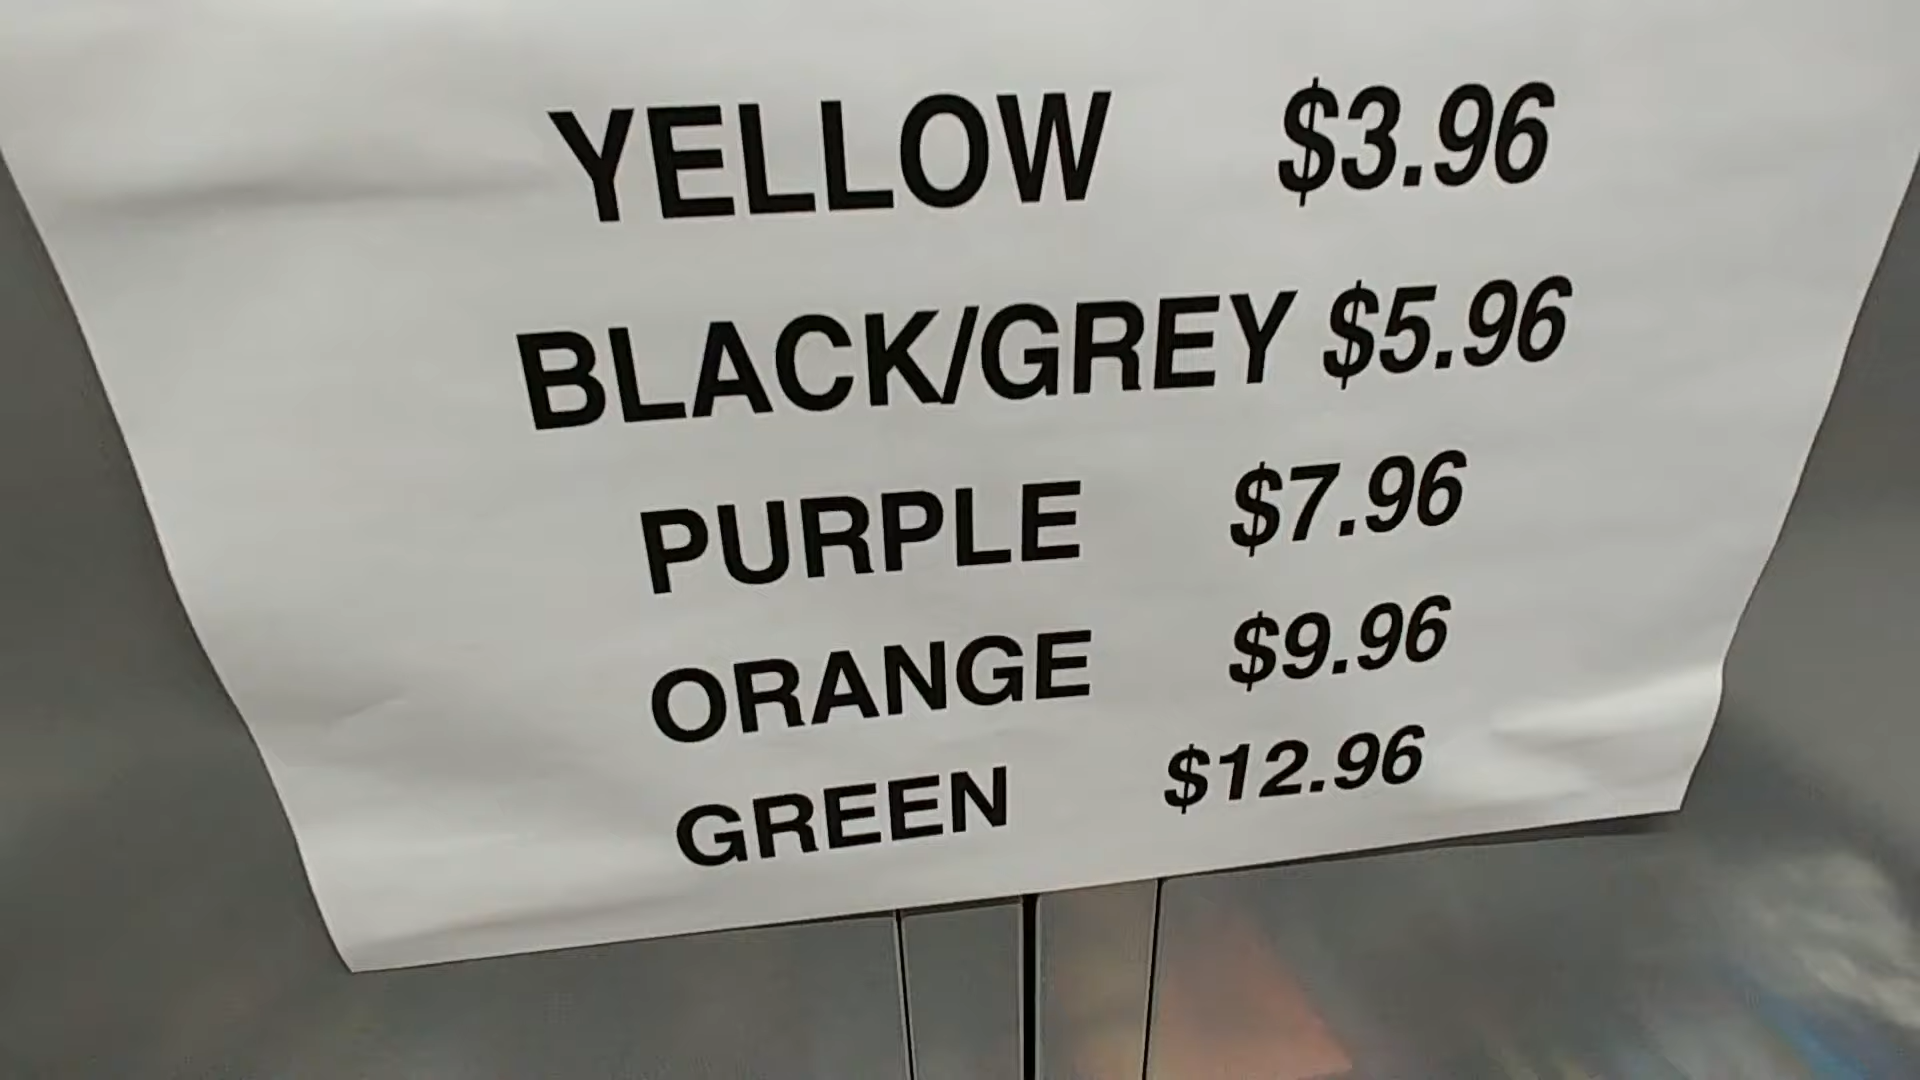 YELLOW $3.96
BLACK/GREY $5.96
PURPLE $7.96
ORANGE $9.96
GREEN $12.96